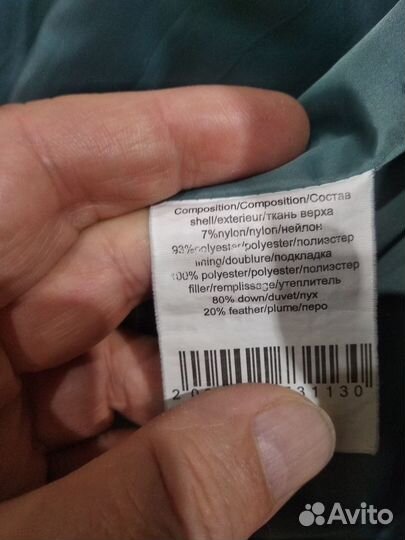 Composition/Composition/Состав
shell/exterieur/ткань верха
7%nylon/nylon/нейлон
93%polyester/polyester/полиэстер
lining/doublure/подкладка
100% polyester/polyester/полиэстер
filler/remplissage/утеплитель
80% down/duvet/пух
20% feather/plume/перо
31130
Avito